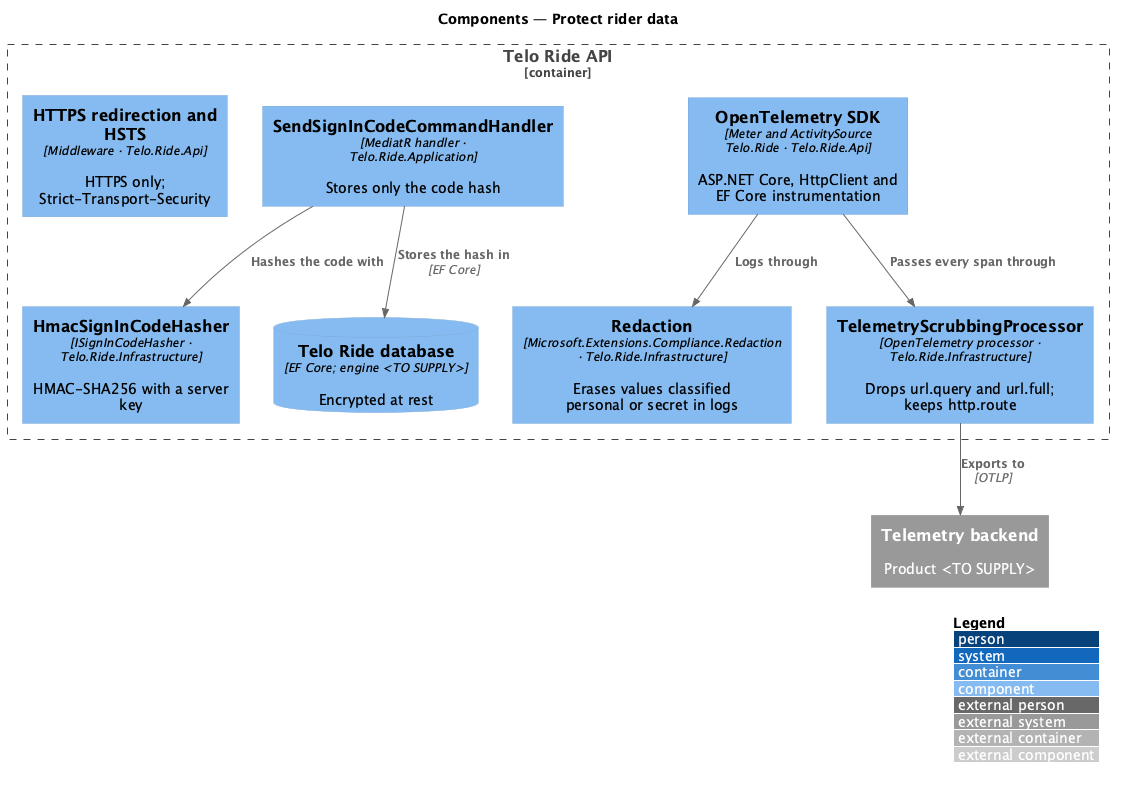 Components — Protect rider data
Telo Ride API
[container]
HTTPS redirection and
HSTS
[Middleware · Telo.Ride.Api]
HTTPS only;
Strict-Transport-Security
SendSignInCodeCommandHandler
[MediatR handler ·
Telo.Ride.Application]
Stores only the code hash
OpenTelemetry SDK
[Meter and ActivitySource
Telo.Ride · Telo.Ride.Api]
ASP.NET Core, HttpClient and
EF Core instrumentation
Hashes the code with
Stores the hash in
[EF Core]
Logs through
Passes every span through
HmacSignInCodeHasher
[ISignInCodeHasher ·
Telo.Ride.Infrastructure]
HMAC-SHA256 with a server
key
Telo Ride database
[EF Core; engine <TO SUPPLY>]
Encrypted at rest
Redaction
[Microsoft.Extensions.Compliance.Redaction
· Telo.Ride.Infrastructure]
Erases values classified
personal or secret in logs
TelemetryScrubbingProcessor
[OpenTelemetry processor ·
Telo.Ride.Infrastructure]
Drops url.query and url.full;
keeps http.route
Exports to
[OTLP]
Telemetry backend
Product <TO SUPPLY>
Legend
person
system
container
component
external person
external system
external container
external component